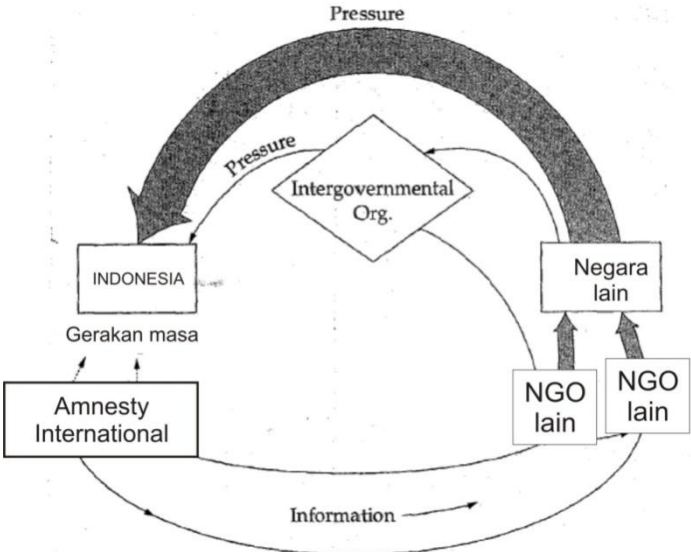 Pressure
Pressure
Intergovernmental
Org.
INDONESIA
Negara
lain
Gerakan masa
Amnesty
International
NGO
lain
NGO
lain
Information